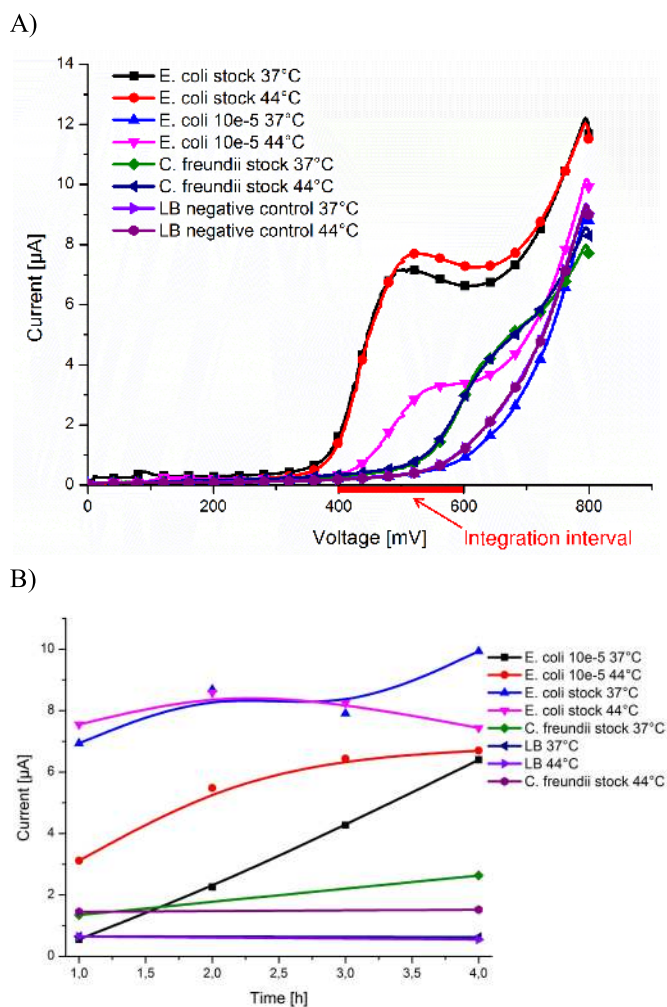 A)
14
12
10
8
6
4
2
0
Current [µA]
E. coli stock 37°C
E. coli stock 44°C
E. coli 10e-5 37°C
E. coli 10e-5 44°C
C. freundii stock 37°C
C. freundii stock 44°C
LB negative control 37°C
LB negative control 44°C
0 200 400 600 800
Voltage [mV]
Integration interval
B)
10
8
6
4
2
0
Current [µA]
E. coli 10e-5 37°C
E. coli 10e-5 44°C
E. coli stock 37°C
E. coli stock 44°C
C. freundii stock 37°C
LB 37°C
LB 44°C
C. freundii stock 44°C
1,0 1,5 2,0 2,5 3,0 3,5 4,0
Time [h]